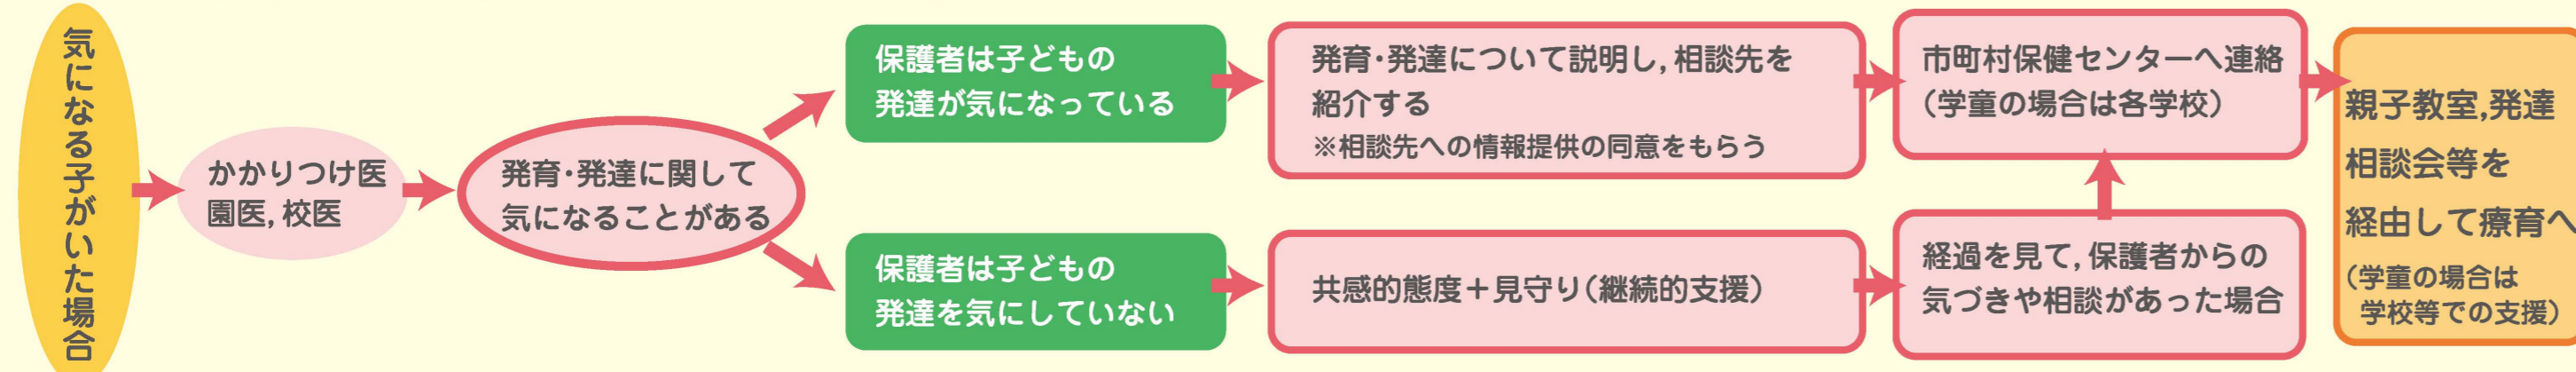 気になる子がいた場合
かかりつけ医
園医,校医
発育･発達に関して
気になることがある
保護者は子どもの
発達が気になっている
発育･発達について説明し,相談先を
紹介する
※相談先への情報提供の同意をもらう
市町村保健センターへ連絡
(学童の場合は各学校)
保護者は子どもの
発達を気にしていない
共感的態度＋見守り(継続的支援)
経過を見て,保護者からの
気づきや相談があった場合
親子教室,発達
相談会等を
経由して療育へ
(学童の場合は
学校等での支援)